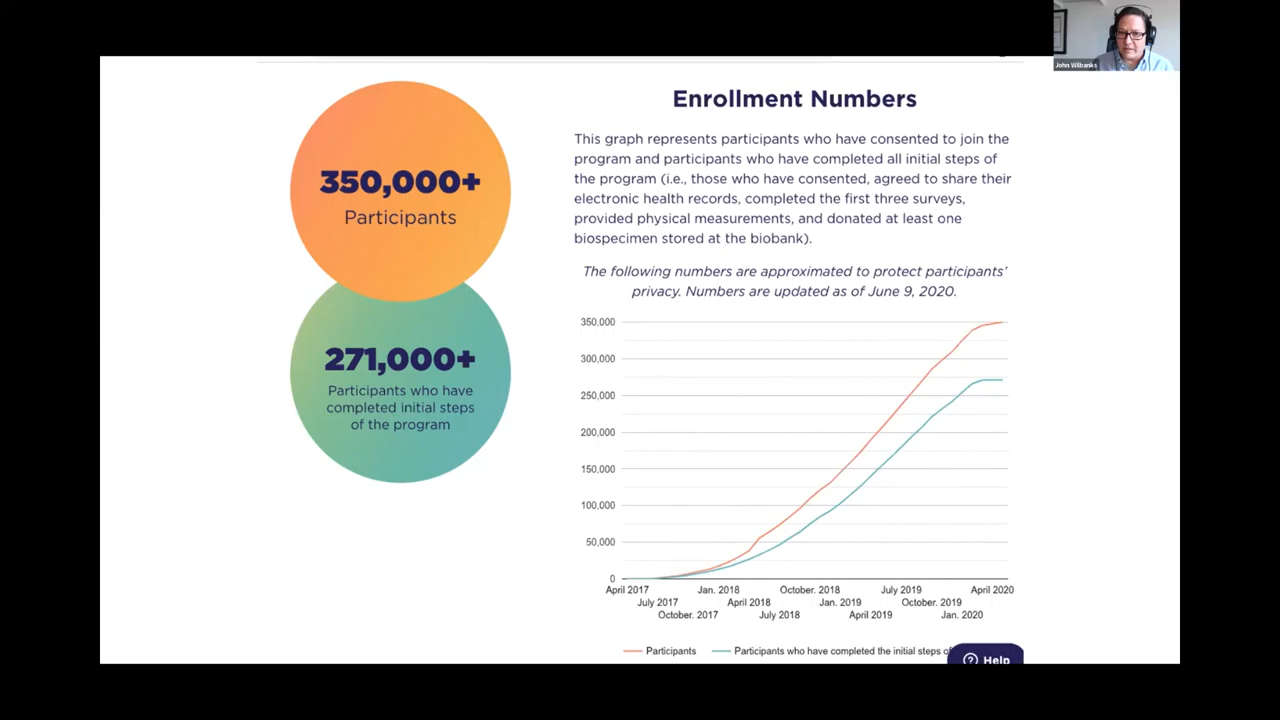 John Wilbanks
350,000+
Participants
271,000+
Participants who have
completed initial steps
of the program
Enrollment Numbers
This graph represents participants who have consented to join the
program and participants who have completed all initial steps of
the program (i.e., those who have consented, agreed to share their
electronic health records, completed the first three surveys,
provided physical measurements, and donated at least one
biospecimen stored at the biobank).
The following numbers are approximated to protect participants’
privacy. Numbers are updated as of June 9, 2020.
350,000
300,000
250,000
200,000
150,000
100,000
50,000
0
April 2017 Jan. 2018 October. 2018 July 2019 April 2020
July 2017 April 2018 Jan. 2019 October. 2019
October. 2017 July 2018 April 2019 Jan. 2020
Participants Participants who have completed the initial steps of
Help